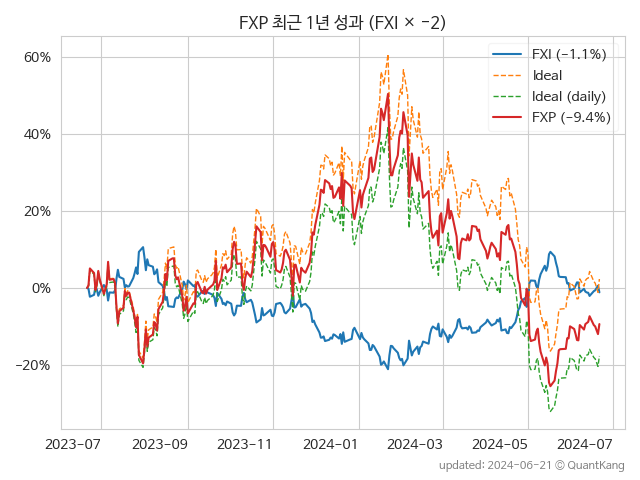 FXP 최근 1년 성과 (FXI × −2)
60%
40%
20%
0%
−20%
FXI (−1.1%)
Ideal
Ideal (daily)
FXP (−9.4%)
2023−07
2023−09
2023−11
2024−01
2024−03
2024−05
2024−07
updated: 2024−06−21 © QuantKang